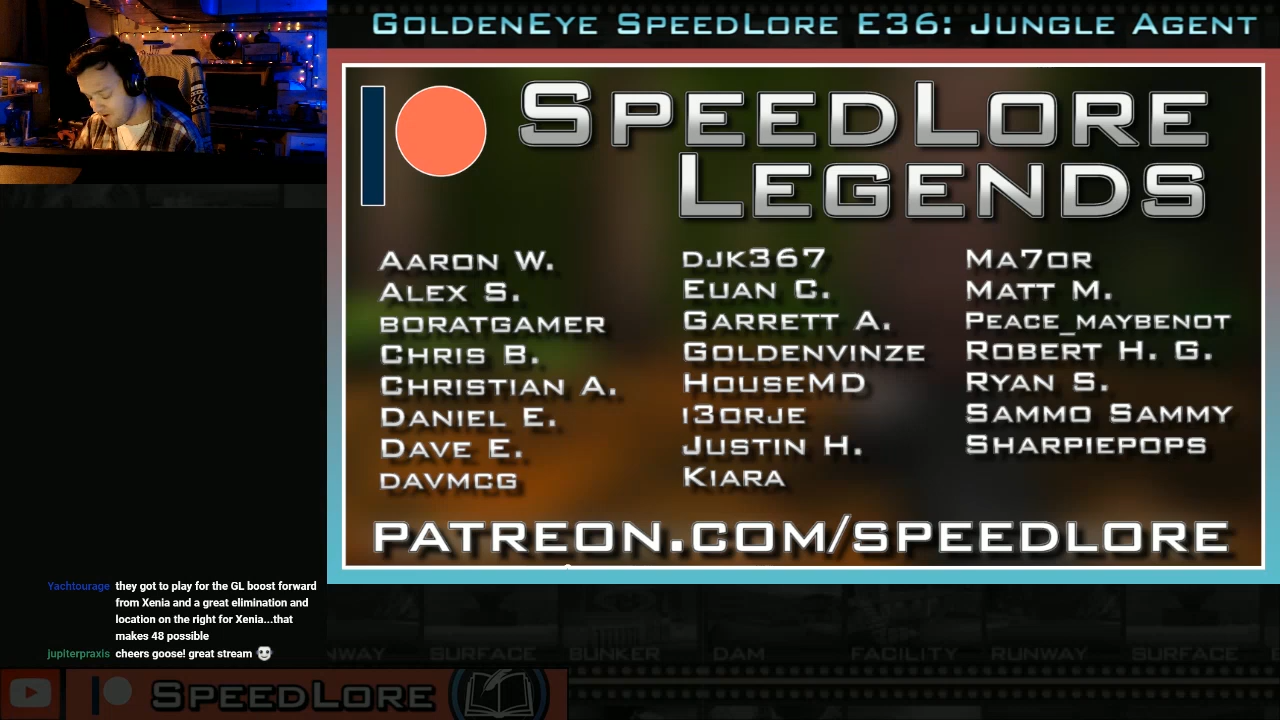 GoldenEye SpeedLore E36: Jungle Agent
SpeedLore
Legends
Aaron W.
Alex S.
boratgamer
Chris B.
Christian A.
Daniel E.
Dave E.
davmcg
djk367
Euan C.
Garrett A.
Goldenvinze
HouseMD
i3orje
Justin H.
Kiara
Ma7or
Matt M.
Peace_maybenot
Robert H. G.
Ryan S.
Sammo Sammy
Sharpiepops
patreon.com/speedlore
Yachtourage they got to play for the GL boost forward
from Xenia and a great elimination and
location on the right for Xenia...that
makes 48 possible
jupiterpraxis cheers goose! great stream
Surface
Bunker
Dam
Facility
Runway
Surface
SpeedLore